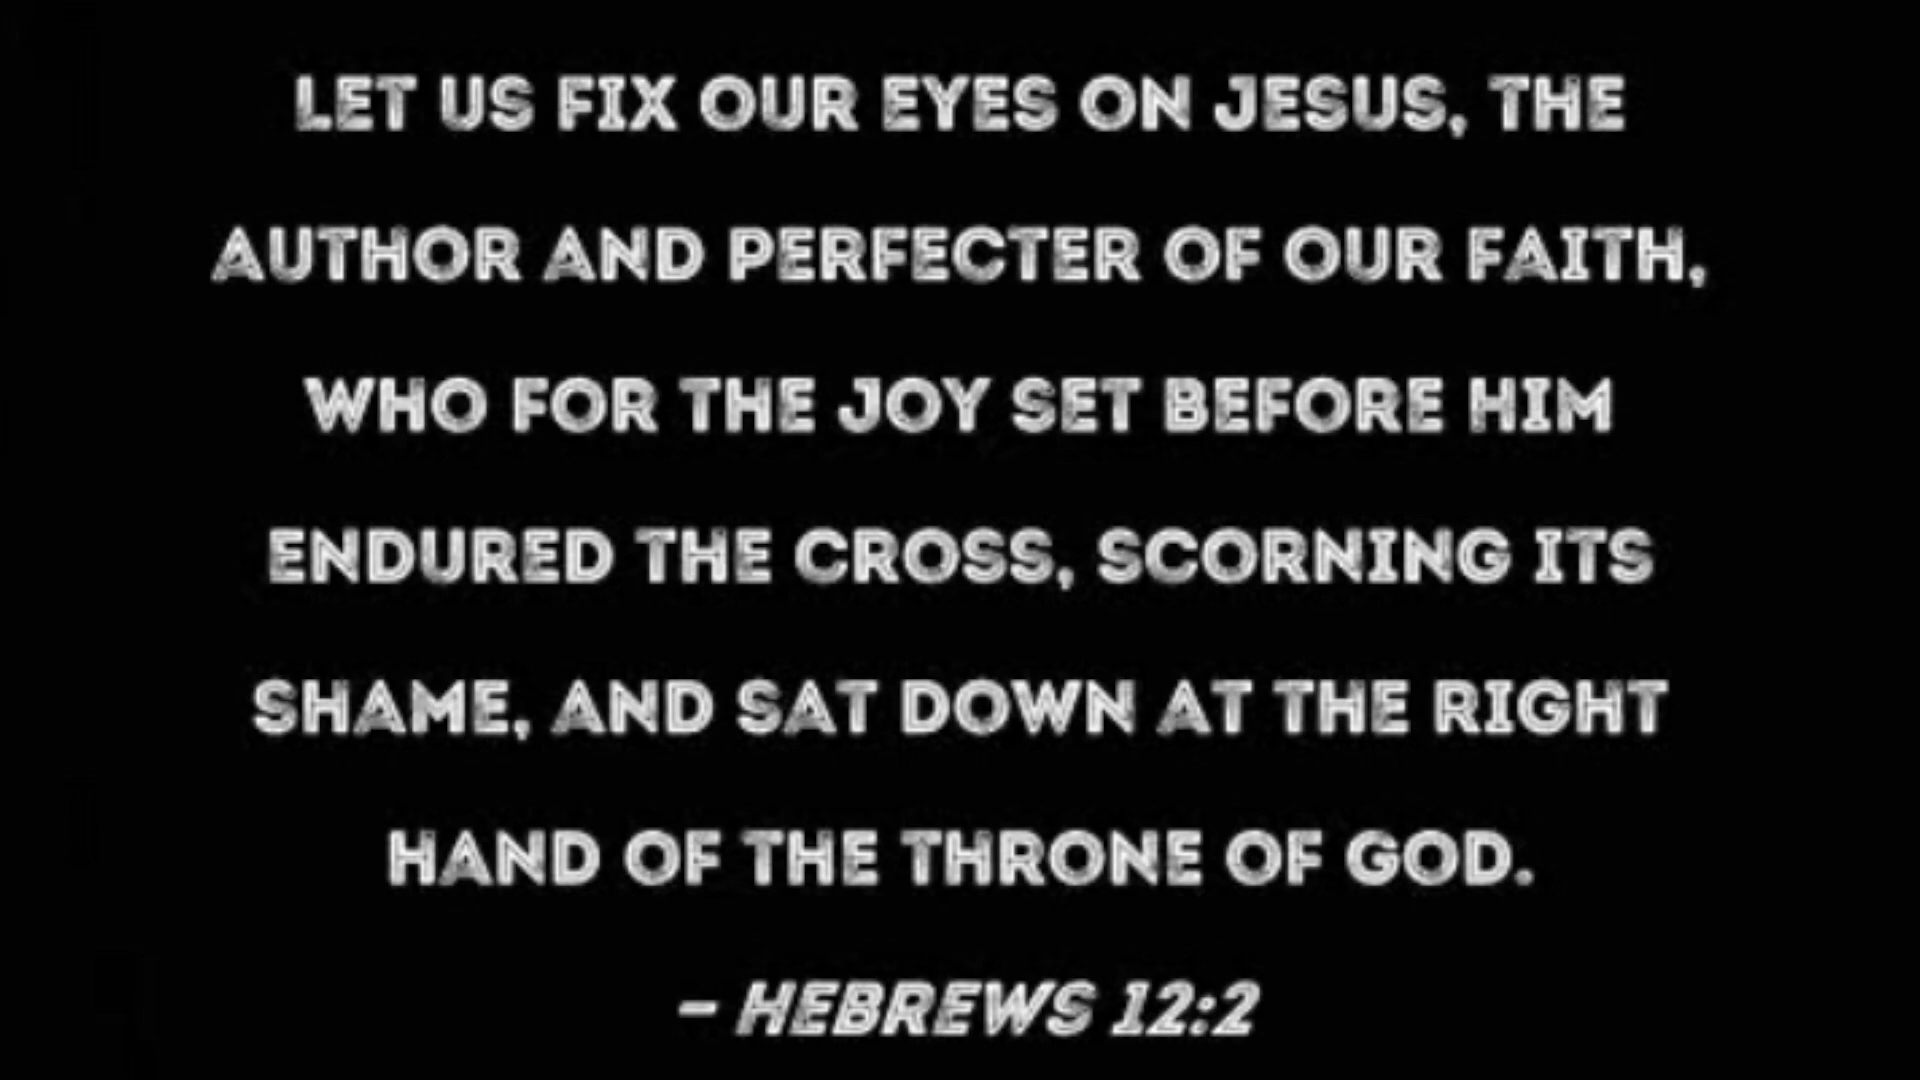 LET US FIX OUR EYES ON JESUS, THE
AUTHOR AND PERFECTER OF OUR FAITH,
WHO FOR THE JOY SET BEFORE HIM
ENDURED THE CROSS, SCORNING ITS
SHAME, AND SAT DOWN AT THE RIGHT
HAND OF THE THRONE OF GOD.
– HEBREWS 12:2